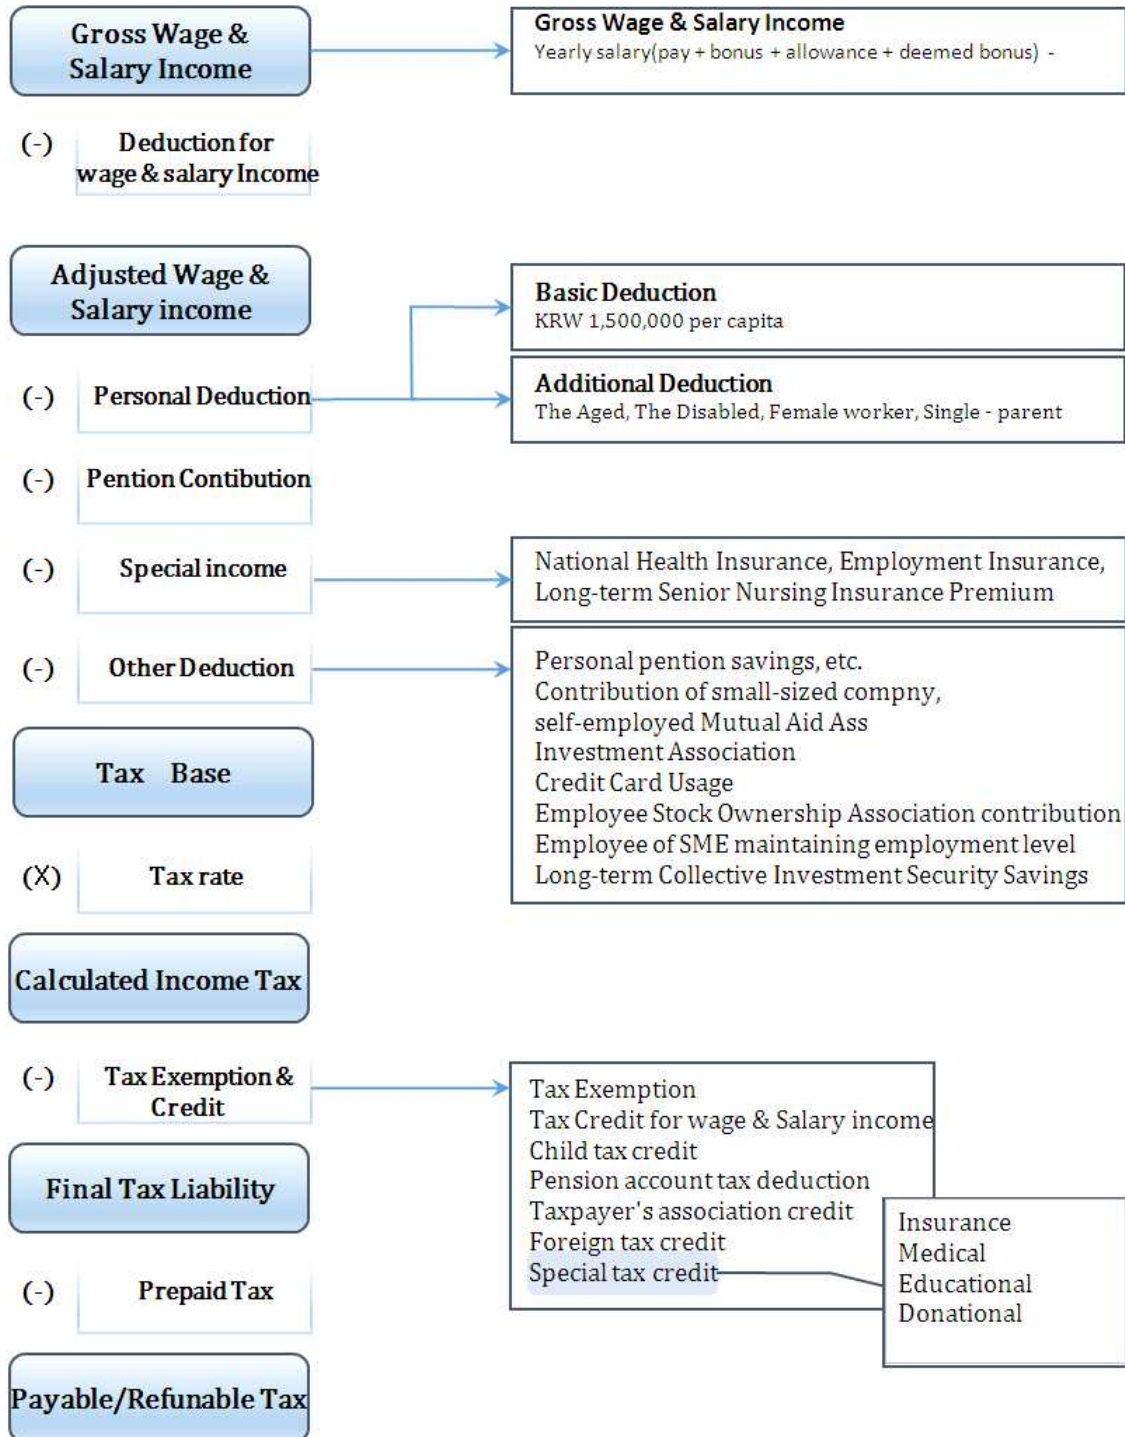 Gross Wage &
Salary Income
Gross Wage & Salary Income
Yearly salary(pay + bonus + allowance + deemed bonus) -
(-)
Deduction for
wage & salary Income
Adjusted Wage &
Salary income
Basic Deduction
KRW 1,500,000 per capita
(-)
Personal Deduction
Additional Deduction
The Aged, The Disabled, Female worker, Single - parent
(-)
Pention Contibution
(-)
Special income
National Health Insurance, Employment Insurance,
Long-term Senior Nursing Insurance Premium
(-)
Other Deduction
Personal pention savings, etc.
Contribution of small-sized compny,
self-employed Mutual Aid Ass
Investment Association
Credit Card Usage
Employee Stock Ownership Association contribution
Employee of SME maintaining employment level
Long-term Collective Investment Security Savings
Tax Base
(X)
Tax rate
Calculated Income Tax
(-)
Tax Exemption &
Credit
Tax Exemption
Tax Credit for wage & Salary income
Child tax credit
Pension account tax deduction
Taxpayer's association credit
Foreign tax credit
Special tax credit
Insurance
Medical
Educational
Donational
Final Tax Liability
(-)
Prepaid Tax
Payable/Refunable Tax